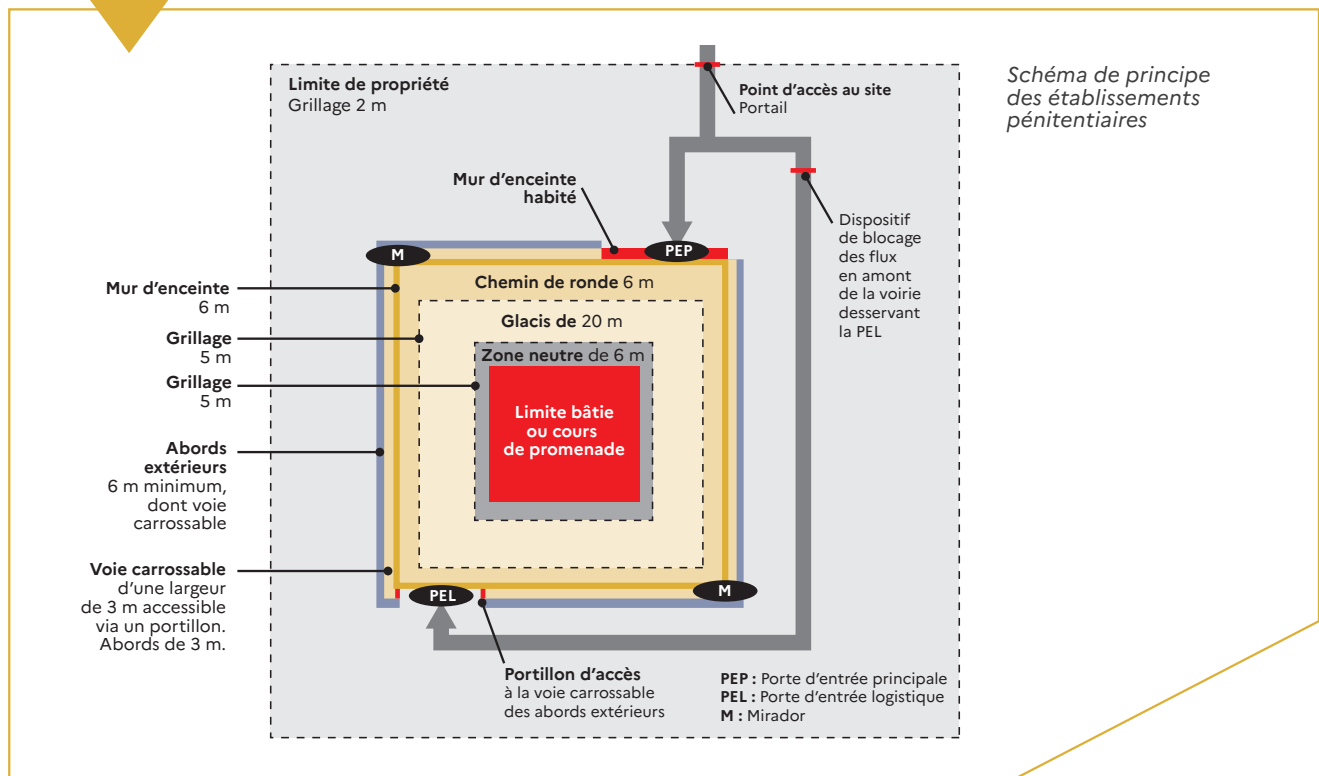 Schéma de principe
des établissements
pénitentiaires
Limite de propriété
Grillage 2 m
Point d'accès au site
Portail
Mur d'enceinte
habité
Dispositif
de blocage
des flux
en amont
de la voirie
desservant
la PEL
M
PEP
Chemin de ronde 6 m
Glacis de 20 m
Zone neutre de 6 m
Limite bâtie
ou cours
de promenade
Mur d'enceinte
6 m
Grillage
5 m
Grillage
5 m
Abords
extérieurs
6 m minimum,
dont voie
carrossable
Voie carrossable
d'une largeur
de 3 m accessible
via un portillon.
Abords de 3 m.
PEL
M
Portillon d'accès
à la voie carrossable
des abords extérieurs
PEP : Porte d'entrée principale
PEL : Porte d'entrée logistique
M : Mirador